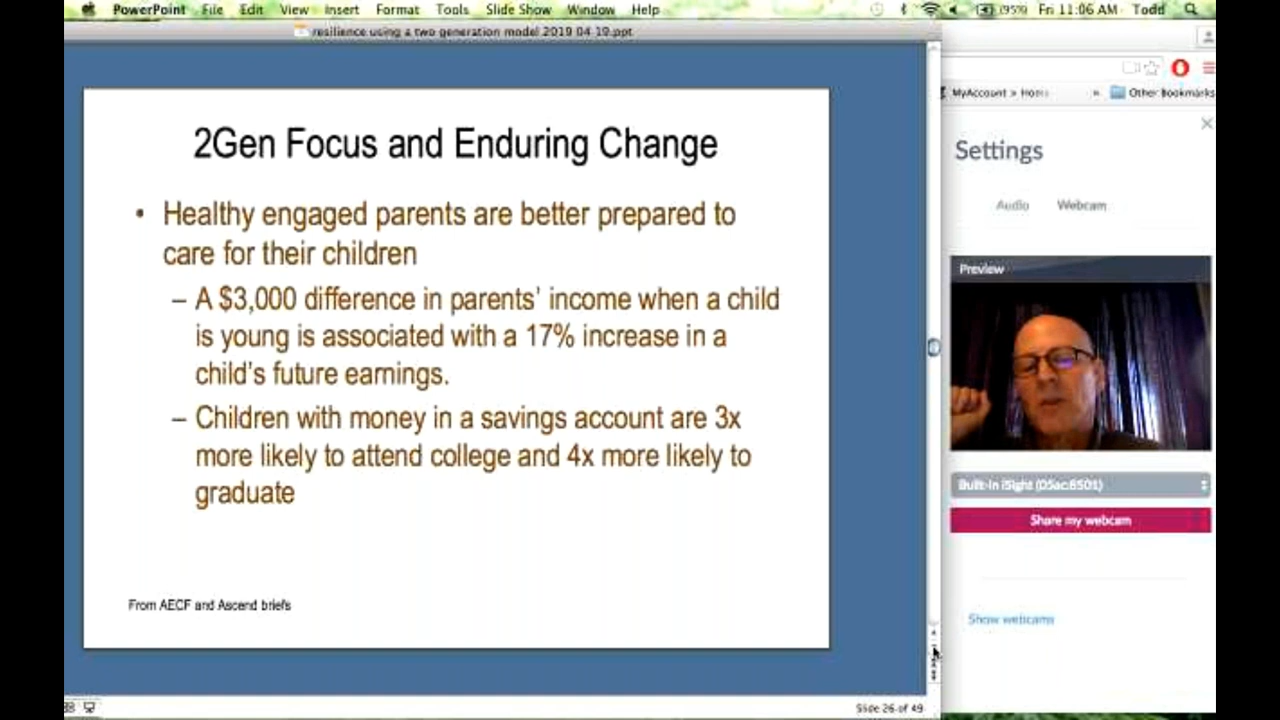 PowerPoint File Edit View Insert Format Tools Slide Show Window Help (95%) Fri 11:06 AM Todd
resilience using a two generation model 2019 04 19.ppt
MyAccount > Home » Other Bookmarks
2Gen Focus and Enduring Change
• Healthy engaged parents are better prepared to
care for their children
– A $3,000 difference in parents’ income when a child
is young is associated with a 17% increase in a
child’s future earnings.
– Children with money in a savings account are 3x
more likely to attend college and 4x more likely to
graduate
From AECF and Ascend briefs
Slide 26 of 49
Settings
Audio Webcam
Preview
Built-in iSight (05ac:8501)
Share my webcam
Show webcams